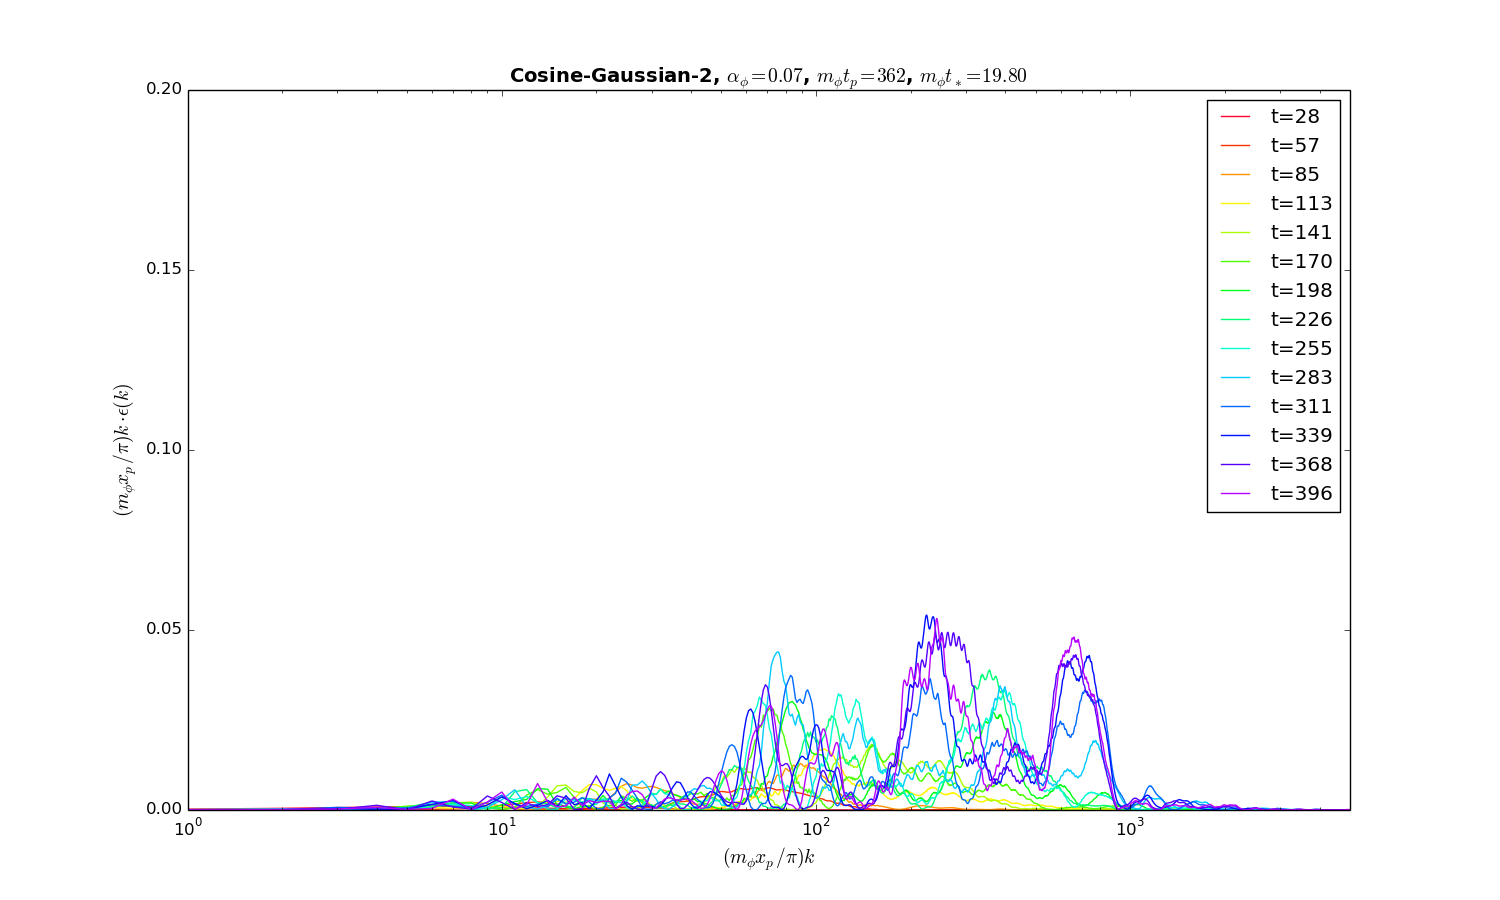 Cosine-Gaussian-2, α_ϕ=0.07, m_ϕt_p=362, m_ϕt_*=19.80
0.20
0.15
0.10
0.05
0.00
(m_ϕx_p/π)k·ϵ(k)
t=28
t=57
t=85
t=113
t=141
t=170
t=198
t=226
t=255
t=283
t=311
t=339
t=368
t=396
10^0 10^1 10^2 10^3
(m_ϕx_p/π)k